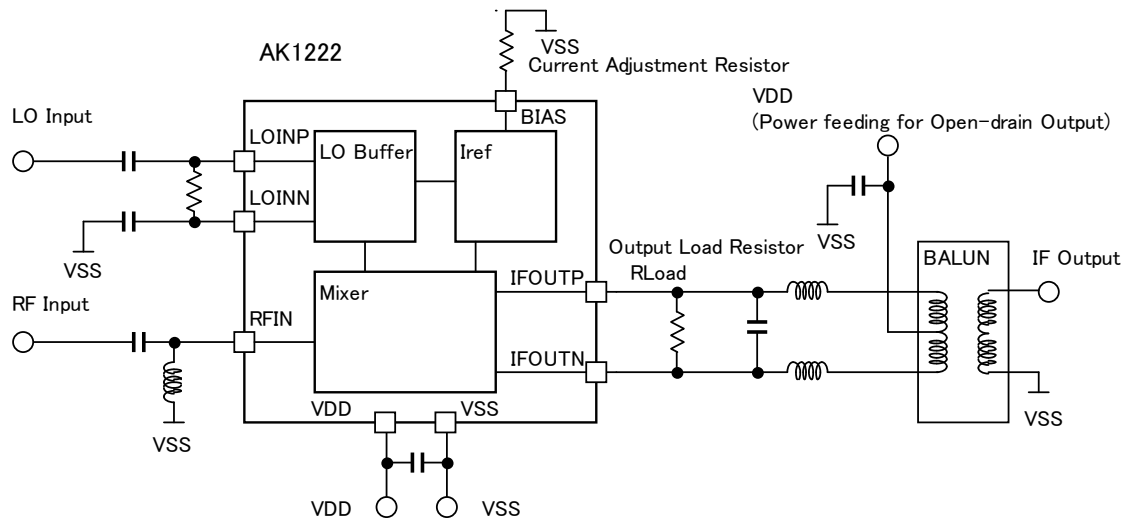 AK1222
VSS
Current Adjustment Resistor
BIAS
VDD
(Power feeding for Open-drain Output)
LO Input
LOINP
LO Buffer
Iref
LOINN
VSS
VSS
Output Load Resistor
RLoad
BALUN
IF Output
RF Input
RFIN
Mixer
IFOUTP
IFOUTN
VSS
VDD
VSS
VSS
VDD
VSS